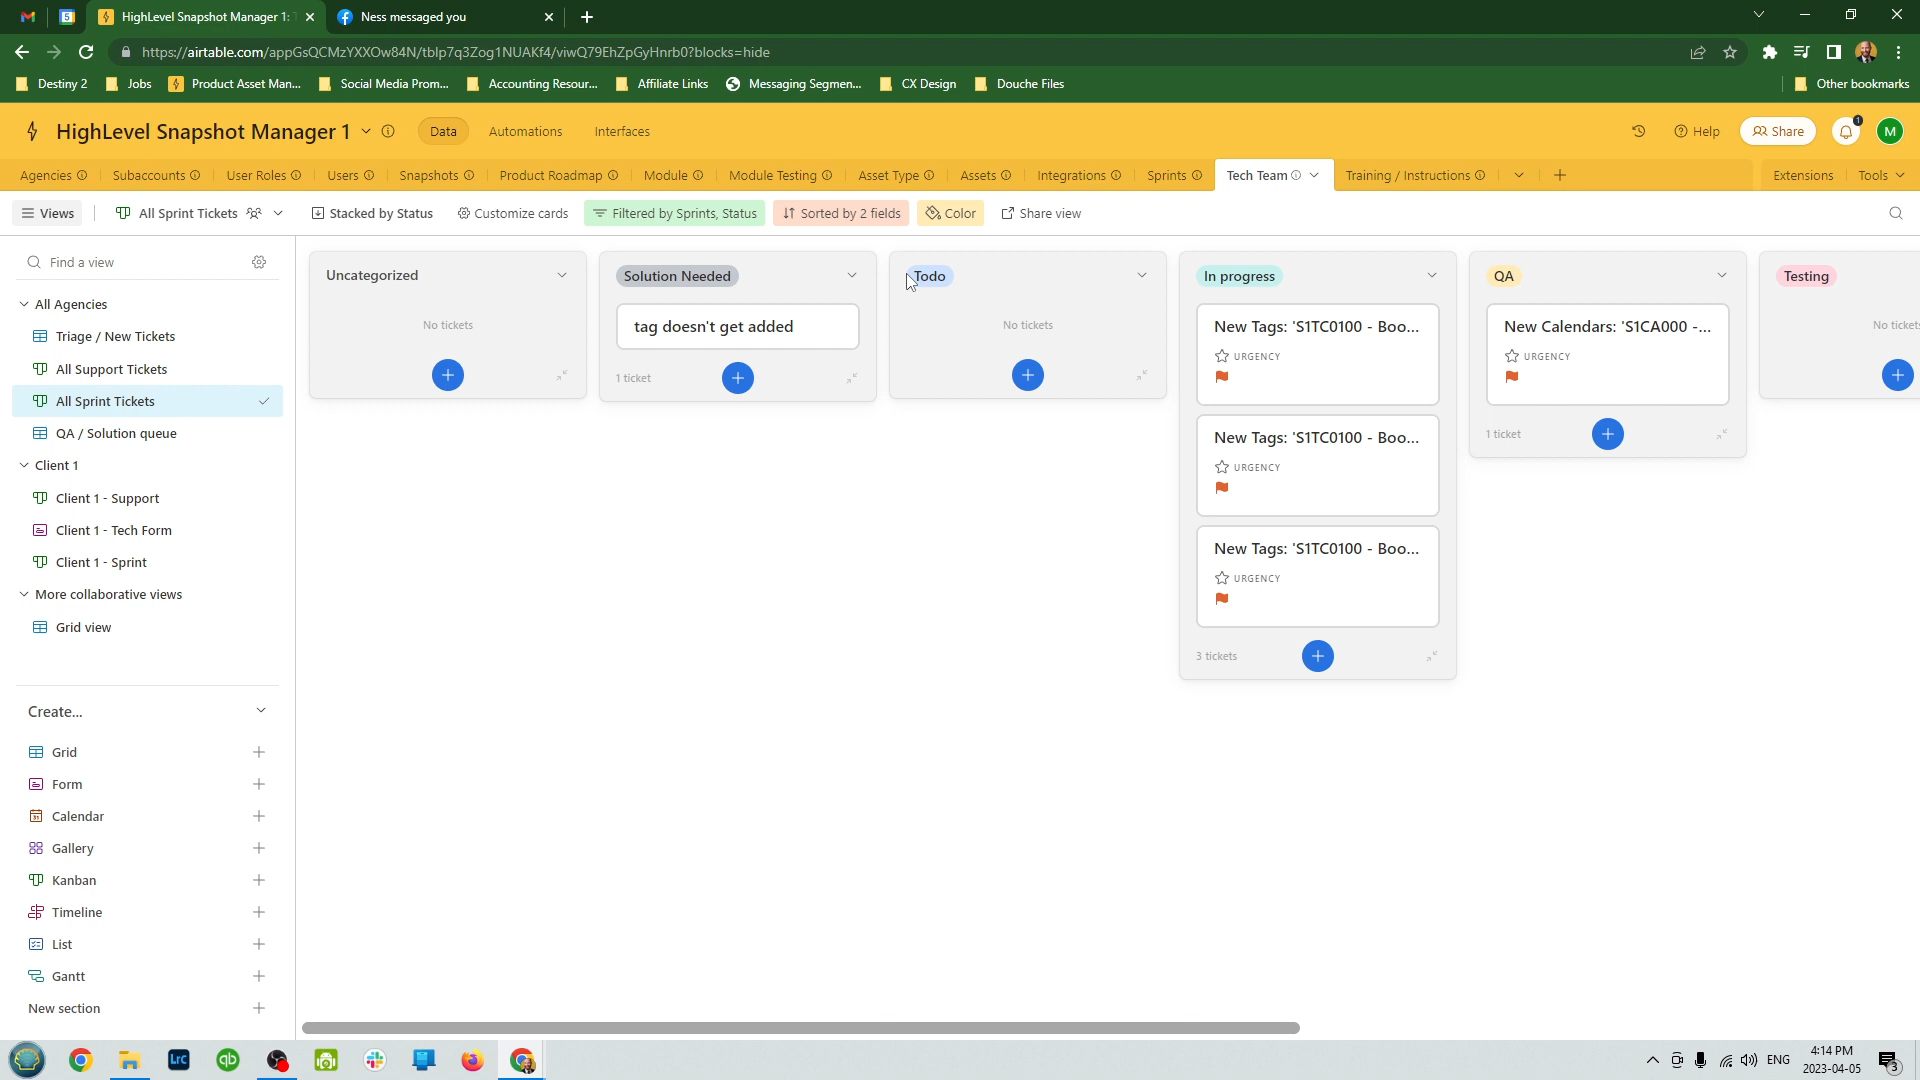 HighLevel Snapshot Manager 1:
Ness messaged you
https://airtable.com/appGsQCMzYXXOw84N/tblp7q3Zog1NUAKf4/viwQ79EhZpGyHnrb0?blocks=hide
Destiny 2
Jobs
Product Asset Man...
Social Media Prom...
Accounting Resour...
Affiliate Links
Messaging Segmen...
CX Design
Douche Files
Other bookmarks
HighLevel Snapshot Manager 1
Data
Automations
Interfaces
Help
Share
1
M
Agencies
Subaccounts
User Roles
Users
Snapshots
Product Roadmap
Module
Module Testing
Asset Type
Assets
Integrations
Sprints
Tech Team
Training / Instructions
Extensions
Tools
Views
All Sprint Tickets
Stacked by Status
Customize cards
Filtered by Sprints, Status
Sorted by 2 fields
Color
Share view
Find a view
All Agencies
Triage / New Tickets
All Support Tickets
All Sprint Tickets
QA / Solution queue
Client 1
Client 1 - Support
Client 1 - Tech Form
Client 1 - Sprint
More collaborative views
Grid view
Create...
Grid
Form
Calendar
Gallery
Kanban
Timeline
List
Gantt
New section
Uncategorized
No tickets
Solution Needed
tag doesn't get added
1 ticket
Todo
No tickets
In progress
New Tags: 'S1TC0100 - Boo...
URGENCY
New Tags: 'S1TC0100 - Boo...
URGENCY
New Tags: 'S1TC0100 - Boo...
URGENCY
3 tickets
QA
New Calendars: 'S1CA000 -...
URGENCY
1 ticket
Testing
No tickets
Lrc
qb
ENG
4:14 PM
2023-04-05
3